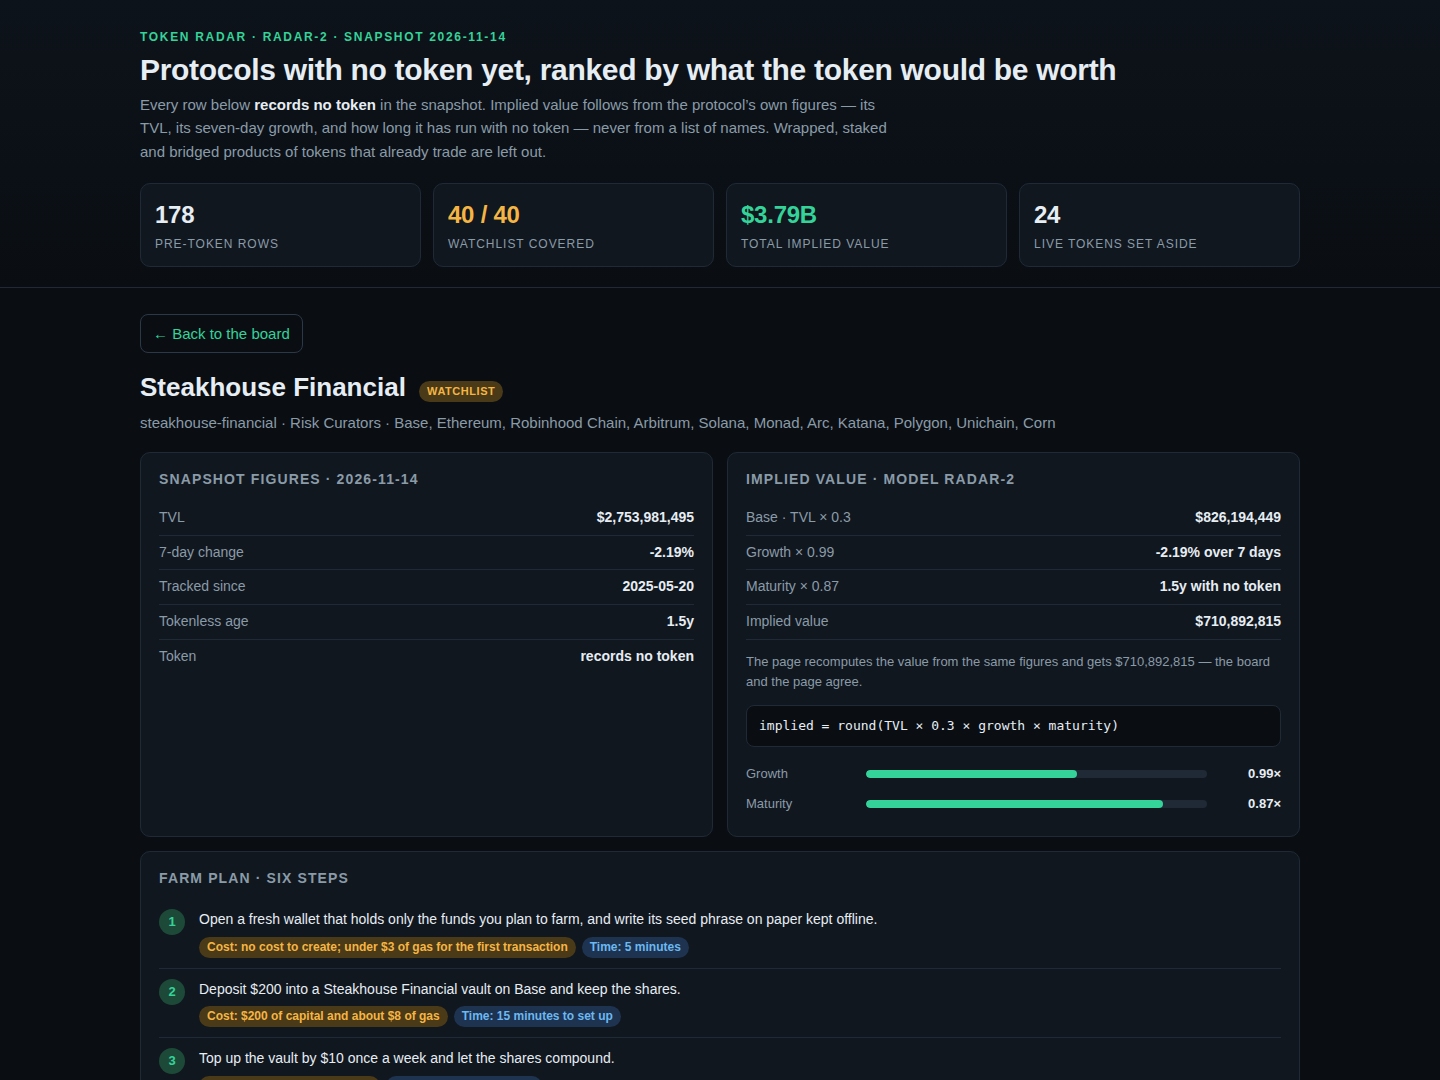 TOKEN RADAR · RADAR-2 · SNAPSHOT 2026-11-14
Protocols with no token yet, ranked by what the token would be worth
Every row below records no token in the snapshot. Implied value follows from the protocol’s own figures — its
TVL, its seven-day growth, and how long it has run with no token — never from a list of names. Wrapped, staked
and bridged products of tokens that already trade are left out.
178
PRE-TOKEN ROWS
40 / 40
WATCHLIST COVERED
$3.79B
TOTAL IMPLIED VALUE
24
LIVE TOKENS SET ASIDE
← Back to the board
Steakhouse Financial WATCHLIST
steakhouse-financial · Risk Curators · Base, Ethereum, Robinhood Chain, Arbitrum, Solana, Monad, Arc, Katana, Polygon, Unichain, Corn
SNAPSHOT FIGURES · 2026-11-14
TVL $2,753,981,495
7-day change -2.19%
Tracked since 2025-05-20
Tokenless age 1.5y
Token records no token
IMPLIED VALUE · MODEL RADAR-2
Base · TVL × 0.3 $826,194,449
Growth × 0.99 -2.19% over 7 days
Maturity × 0.87 1.5y with no token
Implied value $710,892,815
The page recomputes the value from the same figures and gets $710,892,815 — the board
and the page agree.
implied = round(TVL × 0.3 × growth × maturity)
Growth 0.99×
Maturity 0.87×
FARM PLAN · SIX STEPS
1 Open a fresh wallet that holds only the funds you plan to farm, and write its seed phrase on paper kept offline.
Cost: no cost to create; under $3 of gas for the first transaction Time: 5 minutes
2 Deposit $200 into a Steakhouse Financial vault on Base and keep the shares.
Cost: $200 of capital and about $8 of gas Time: 15 minutes to set up
3 Top up the vault by $10 once a week and let the shares compound.